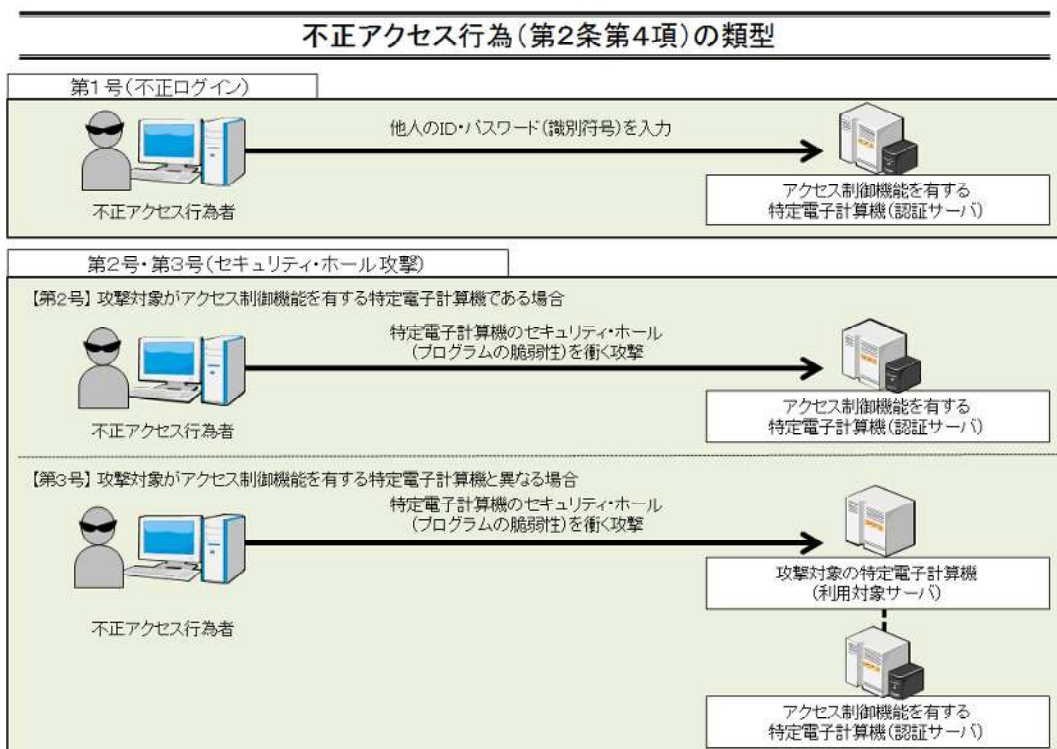 不正アクセス行為(第2条第4項)の類型
第1号(不正ログイン)
他人のID・パスワード(識別符号)を入力
不正アクセス行為者
アクセス制御機能を有する
特定電子計算機(認証サーバ)
第2号・第3号(セキュリティ・ホール攻撃)
【第2号】攻撃対象がアクセス制御機能を有する特定電子計算機である場合
特定電子計算機のセキュリティ・ホール
(プログラムの脆弱性)を衝く攻撃
不正アクセス行為者
アクセス制御機能を有する
特定電子計算機(認証サーバ)
【第3号】攻撃対象がアクセス制御機能を有する特定電子計算機と異なる場合
特定電子計算機のセキュリティ・ホール
(プログラムの脆弱性)を衝く攻撃
不正アクセス行為者
攻撃対象の特定電子計算機
(利用対象サーバ)
アクセス制御機能を有する
特定電子計算機(認証サーバ)